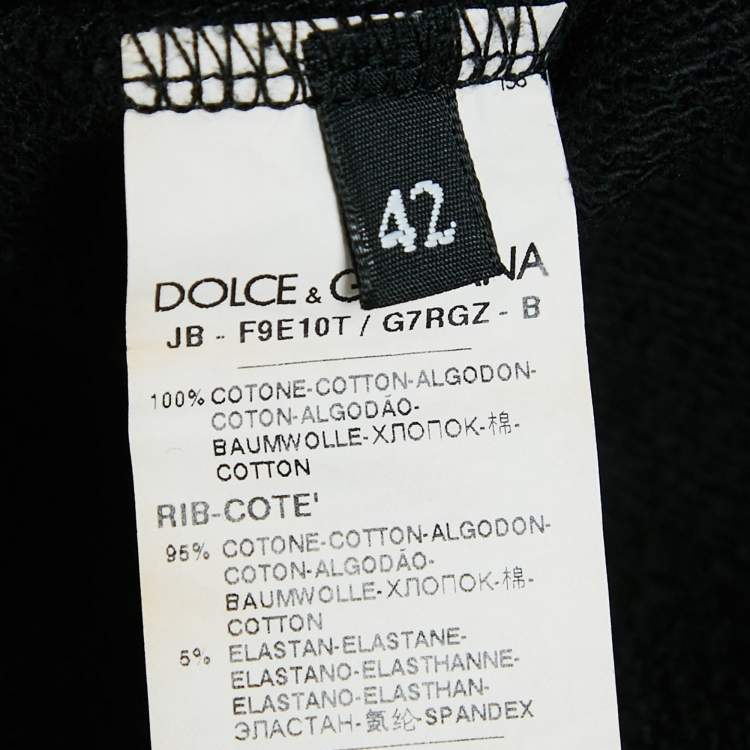 42
DOLCE &
JB - F9E10T / G7RGZ - B
100% COTONE-COTTON-ALGODON-
COTON-ALGODÃO-
BAUMWOLLE-ХЛОПОК-棉-
COTTON
RIB-COTE'
95% COTONE-COTTON-ALGODON-
COTON-ALGODÃO-
BAUMWOLLE-ХЛОПОК-棉-
COTTON
5% ELASTAN-ELASTANE-
ELASTANO-ELASTHANNE-
ELASTANO-ELASTHAN-
ЭЛАСТАН-氨纶-SPANDEX